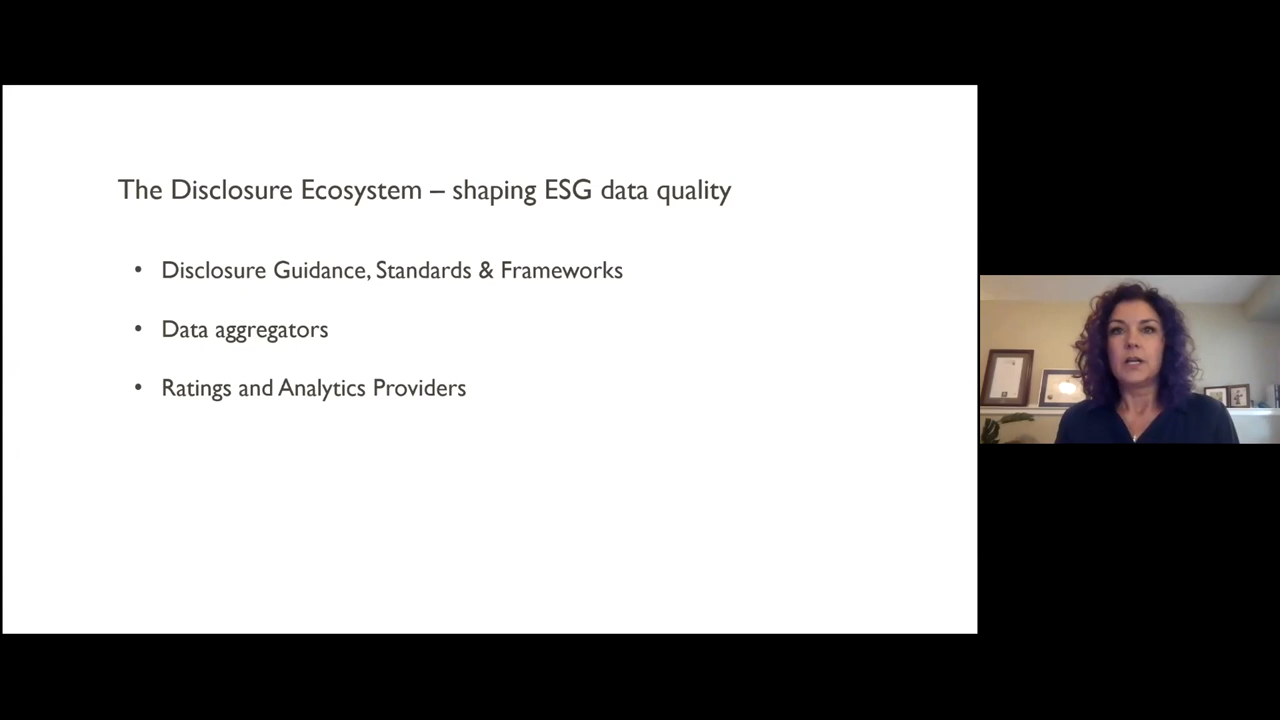 The Disclosure Ecosystem – shaping ESG data quality
• Disclosure Guidance, Standards & Frameworks
• Data aggregators
• Ratings and Analytics Providers